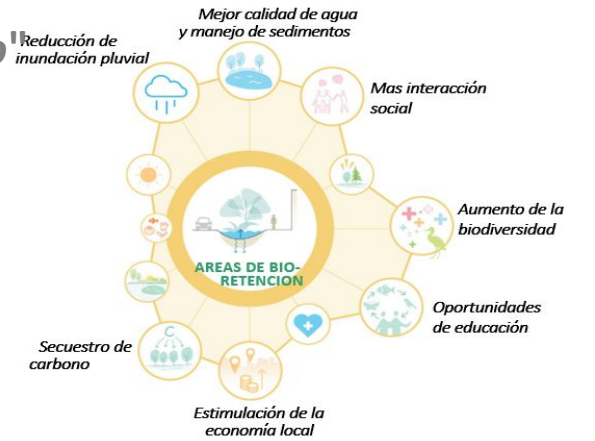 Mejor calidad de agua
y manejo de sedimentos
Reducción de
inundación pluvial
Mas interacción
social
Aumento de la
biodiversidad
AREAS DE BIO-
RETENCION
Oportunidades
de educación
Secuestro de
carbono
C
Estimulación de la
economía local